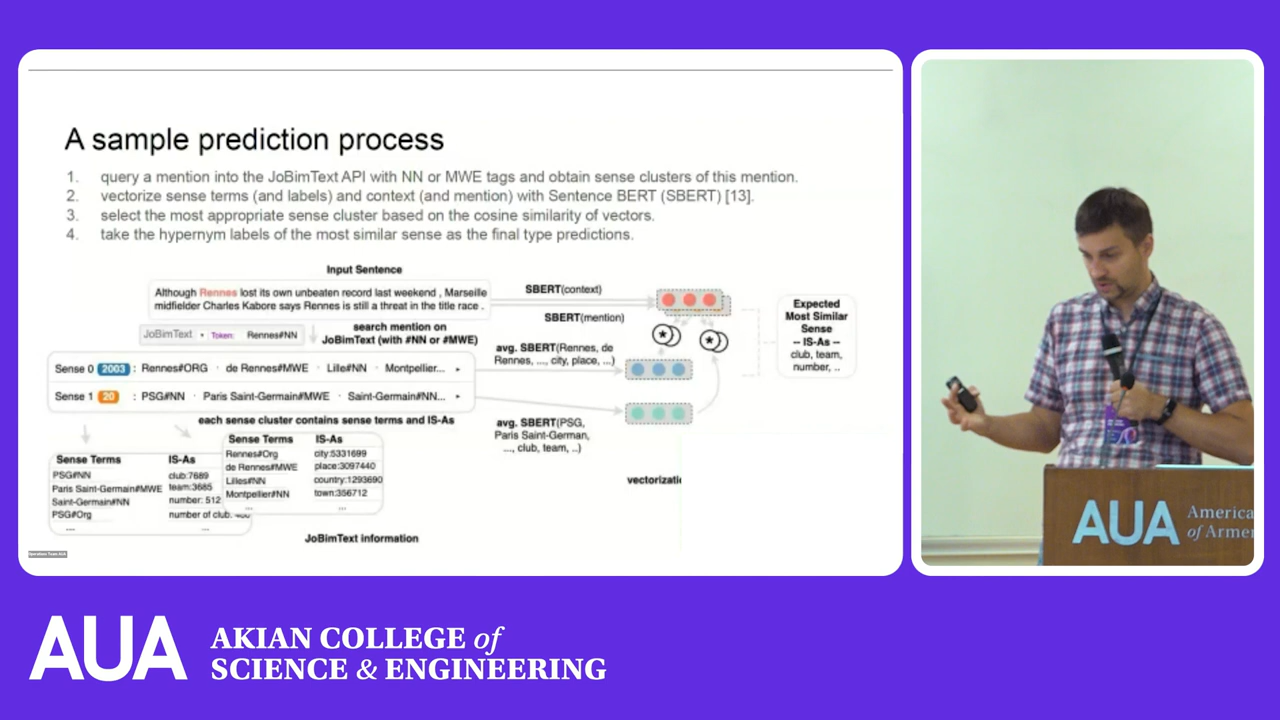 A sample prediction process
1. query a mention into the JoBimText API with NN or MWE tags and obtain sense clusters of this mention.
2. vectorize sense terms (and labels) and context (and mention) with Sentence BERT (SBERT) [13].
3. select the most appropriate sense cluster based on the cosine similarity of vectors.
4. take the hypernym labels of the most similar sense as the final type predictions.
Input Sentence
Although Rennes lost its own unbeaten record last weekend , Marseille
midfielder Charles Kabore says Rennes is still a threat in the title race .
SBERT(context)
SBERT(mention)
JoBimText Token: Rennes#NN
search mention on
JoBimText (with #NN or #MWE)
Sense 0 2003 : Rennes#ORG · de Rennes#MWE · Lille#NN · Montpellier...
Sense 1 20 : PSG#NN · Paris Saint-Germain#MWE · Saint-Germain#NN...
avg. SBERT(Rennes, de
Rennes, ..., city, place, ...)
avg. SBERT(PSG,
Paris Saint-German,
..., club, team, ..)
Expected
Most Similar
Sense
-- IS-As --
club, team,
number, ..
each sense cluster contains sense terms and IS-As
Sense Terms IS-As
PSG#NN club:7689
Paris Saint-Germain#MWE team:3685
Saint-Germain#NN number: 512
PSG#Org number of club:
... ...
Sense Terms IS-As
Rennes#Org city:5331699
de Rennes#MWE place:3097440
Lilles#NN country:1293690
Montpellier#NN town:356712
... ...
vectorizati
JoBimText information
Operations Team AUA
AUA America
of Arme
AUA
AKIAN COLLEGE of
SCIENCE & ENGINEERING